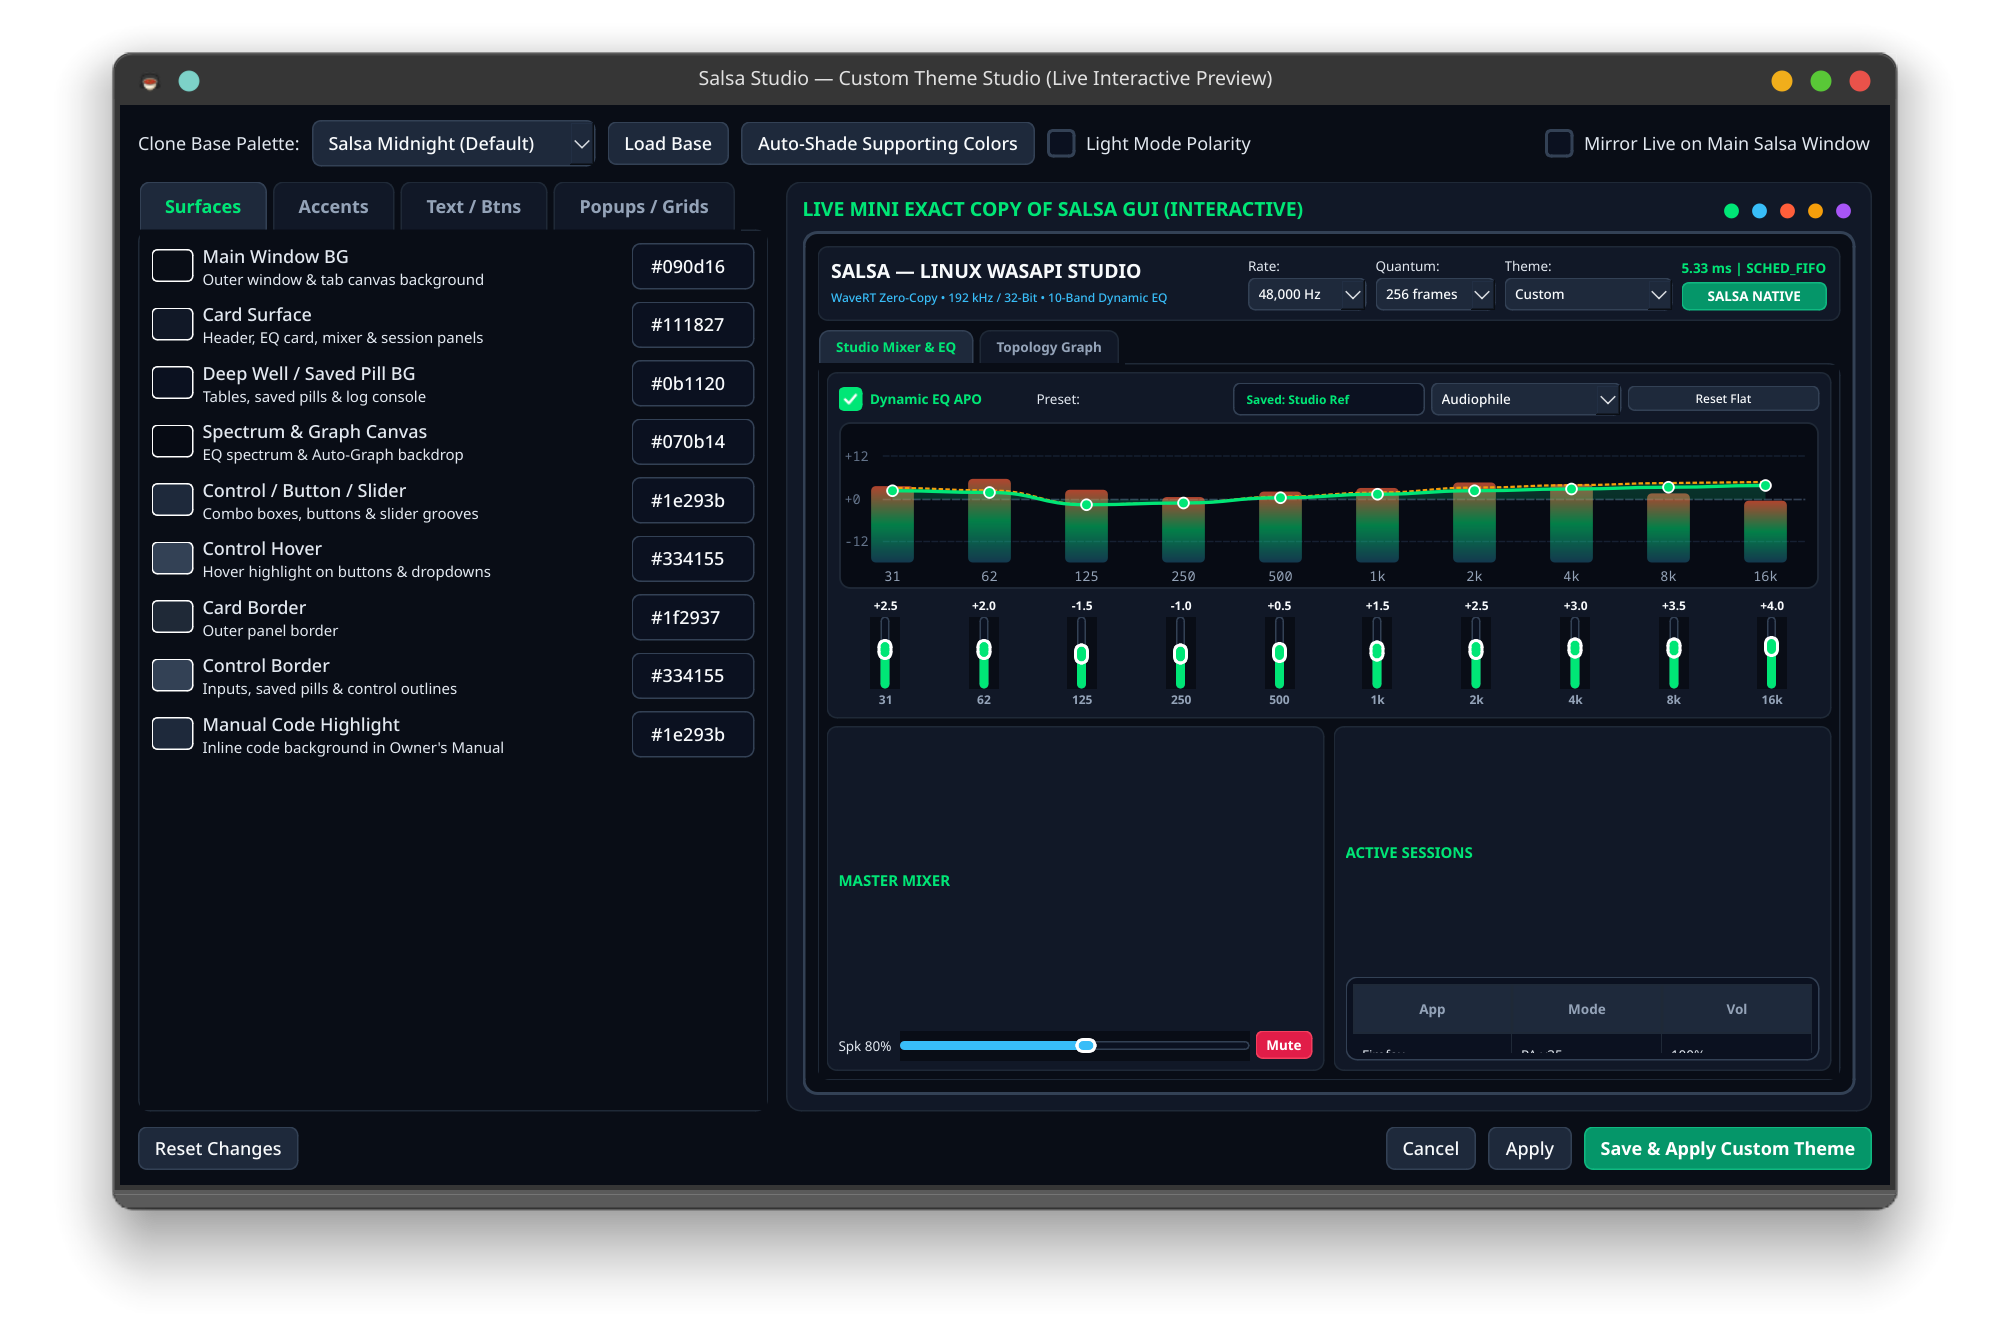 Salsa Studio — Custom Theme Studio (Live Interactive Preview)
Clone Base Palette: Salsa Midnight (Default) Load Base Auto-Shade Supporting Colors Light Mode Polarity Mirror Live on Main Salsa Window
Surfaces Accents Text / Btns Popups / Grids
Main Window BG
Outer window & tab canvas background
#090d16
Card Surface
Header, EQ card, mixer & session panels
#111827
Deep Well / Saved Pill BG
Tables, saved pills & log console
#0b1120
Spectrum & Graph Canvas
EQ spectrum & Auto-Graph backdrop
#070b14
Control / Button / Slider
Combo boxes, buttons & slider grooves
#1e293b
Control Hover
Hover highlight on buttons & dropdowns
#334155
Card Border
Outer panel border
#1f2937
Control Border
Inputs, saved pills & control outlines
#334155
Manual Code Highlight
Inline code background in Owner's Manual
#1e293b
LIVE MINI EXACT COPY OF SALSA GUI (INTERACTIVE)
SALSA — LINUX WASAPI STUDIO
WaveRT Zero-Copy • 192 kHz / 32-Bit • 10-Band Dynamic EQ
Rate: Quantum: Theme: 5.33 ms | SCHED_FIFO
48,000 Hz 256 frames Custom SALSA NATIVE
Studio Mixer & EQ Topology Graph
Dynamic EQ APO Preset: Saved: Studio Ref Audiophile Reset Flat
+12
+0
-12
31 62 125 250 500 1k 2k 4k 8k 16k
+2.5 +2.0 -1.5 -1.0 +0.5 +1.5 +2.5 +3.0 +3.5 +4.0
31 62 125 250 500 1k 2k 4k 8k 16k
MASTER MIXER
Spk 80% Mute
ACTIVE SESSIONS
App Mode Vol
Reset Changes Cancel Apply Save & Apply Custom Theme